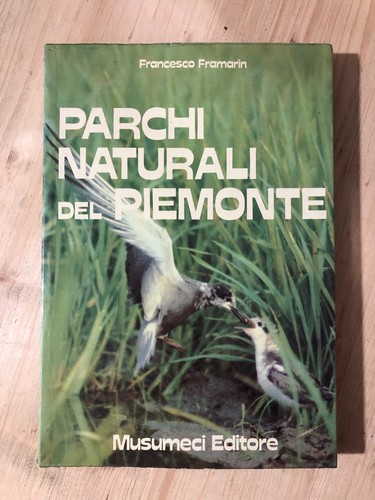 Francesco Framarin
PARCHI
NATURALI
DEL PIEMONTE
Musumeci Editore